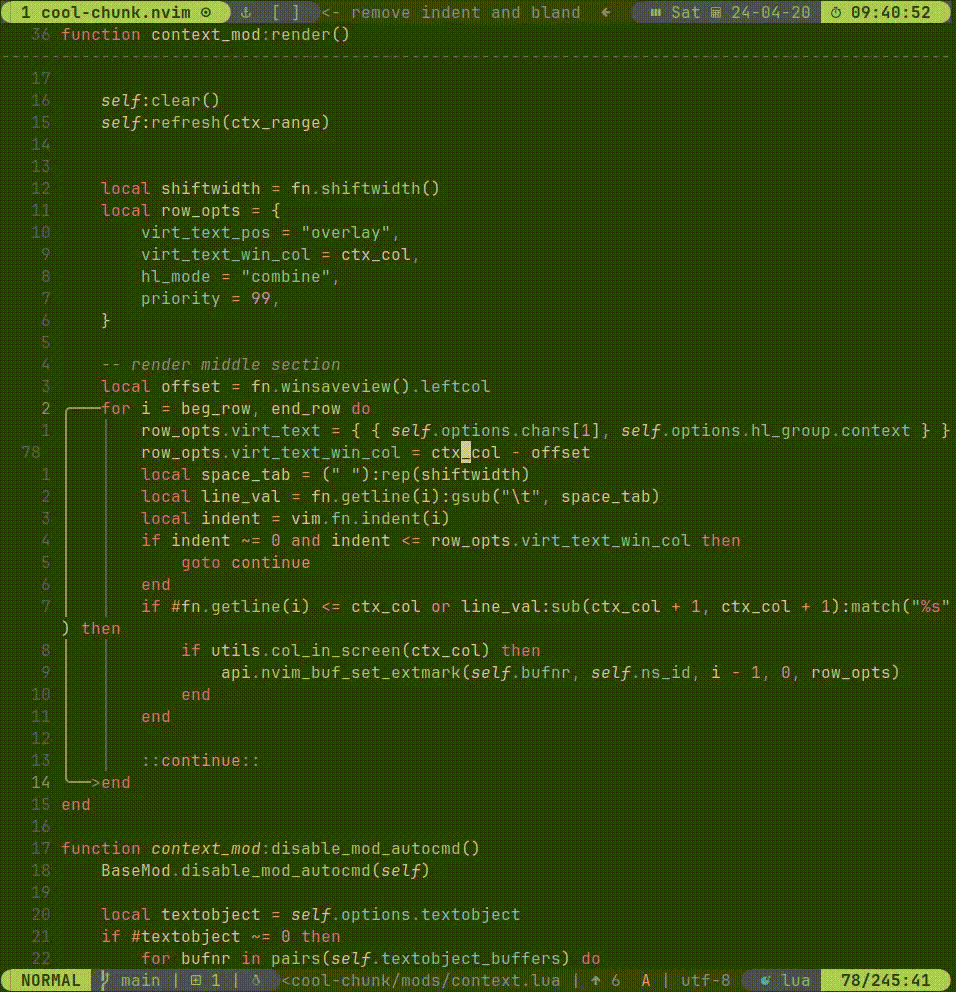 1 cool-chunk.nvim [ ] <- remove indent and bland ← Sat 24-04-20 09:40:52
36 function context_mod:render()
17
16 self:clear()
15 self:refresh(ctx_range)
14
13
12 local shiftwidth = fn.shiftwidth()
11 local row_opts = {
10 virt_text_pos = "overlay",
9 virt_text_win_col = ctx_col,
8 hl_mode = "combine",
7 priority = 99,
6 }
5
4 -- render middle section
3 local offset = fn.winsaveview().leftcol
2 for i = beg_row, end_row do
1 row_opts.virt_text = { { self.options.chars[1], self.options.hl_group.context } }
78 row_opts.virt_text_win_col = ctx_col - offset
1 local space_tab = (" "):rep(shiftwidth)
2 local line_val = fn.getline(i):gsub("\t", space_tab)
3 local indent = vim.fn.indent(i)
4 if indent ~= 0 and indent <= row_opts.virt_text_win_col then
5 goto continue
6 end
7 if #fn.getline(i) <= ctx_col or line_val:sub(ctx_col + 1, ctx_col + 1):match("%s"
) then
8 if utils.col_in_screen(ctx_col) then
9 api.nvim_buf_set_extmark(self.bufnr, self.ns_id, i - 1, 0, row_opts)
10 end
11 end
12
13 ::continue::
14 >end
15 end
16
17 function context_mod:disable_mod_autocmd()
18 BaseMod.disable_mod_autocmd(self)
19
20 local textobject = self.options.textobject
21 if #textobject ~= 0 then
22 for bufnr in pairs(self.textobject_buffers) do
NORMAL main | 1 | <cool-chunk/mods/context.lua | ↑ 6 A | utf-8 lua 78/245:41